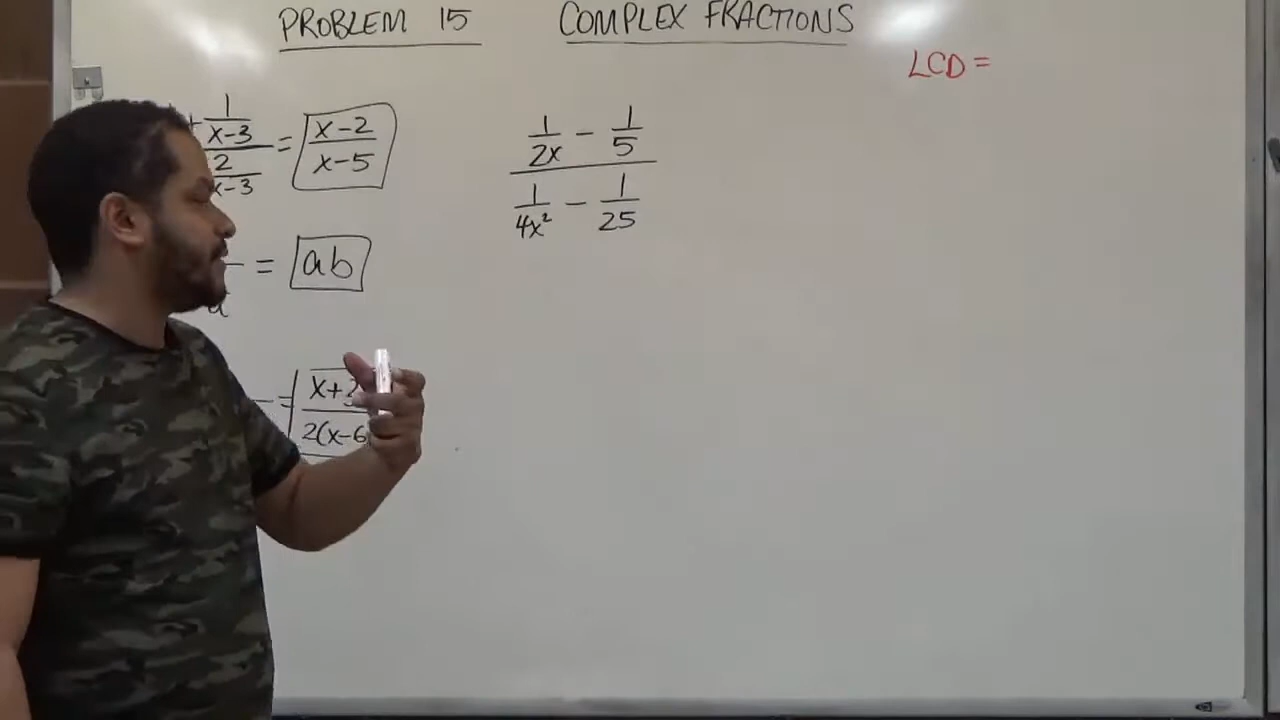 PROBLEM 15
COMPLEX FRACTIONS
LCD =
+ 1/(x-3)
2/(x-3)
= (x-2)/(x-5)
= ab
= (x+ / 2(x-6
1/2x - 1/5
1/4x² - 1/25